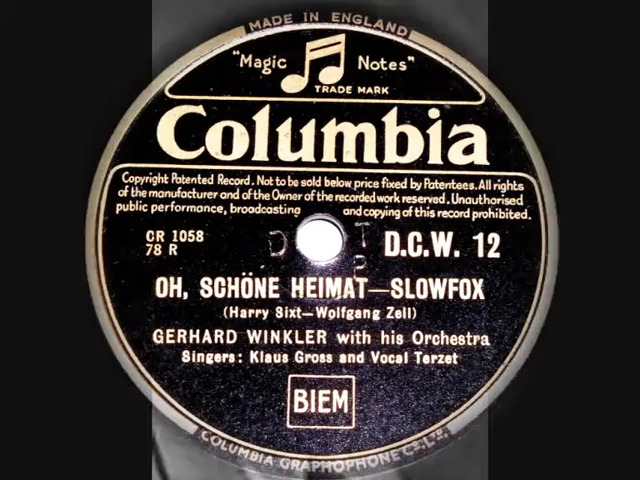 MADE IN ENGLAND
"Magic Notes"
TRADE MARK
Columbia
Copyright Patented Record. Not to be sold below price fixed by Patentees. All rights
of the manufacturer and of the Owner of the recorded work reserved. Unauthorised
public performance, broadcasting and copying of this record prohibited.
CR 1058
78 R
D.C.W. 12
D T
P
OH, SCHÖNE HEIMAT—SLOWFOX
(Harry Sixt—Wolfgang Zell)
GERHARD WINKLER with his Orchestra
Singers: Klaus Gross and Vocal Terzet
BIEM
COLUMBIA GRAPHOPHONE Co. LTD.